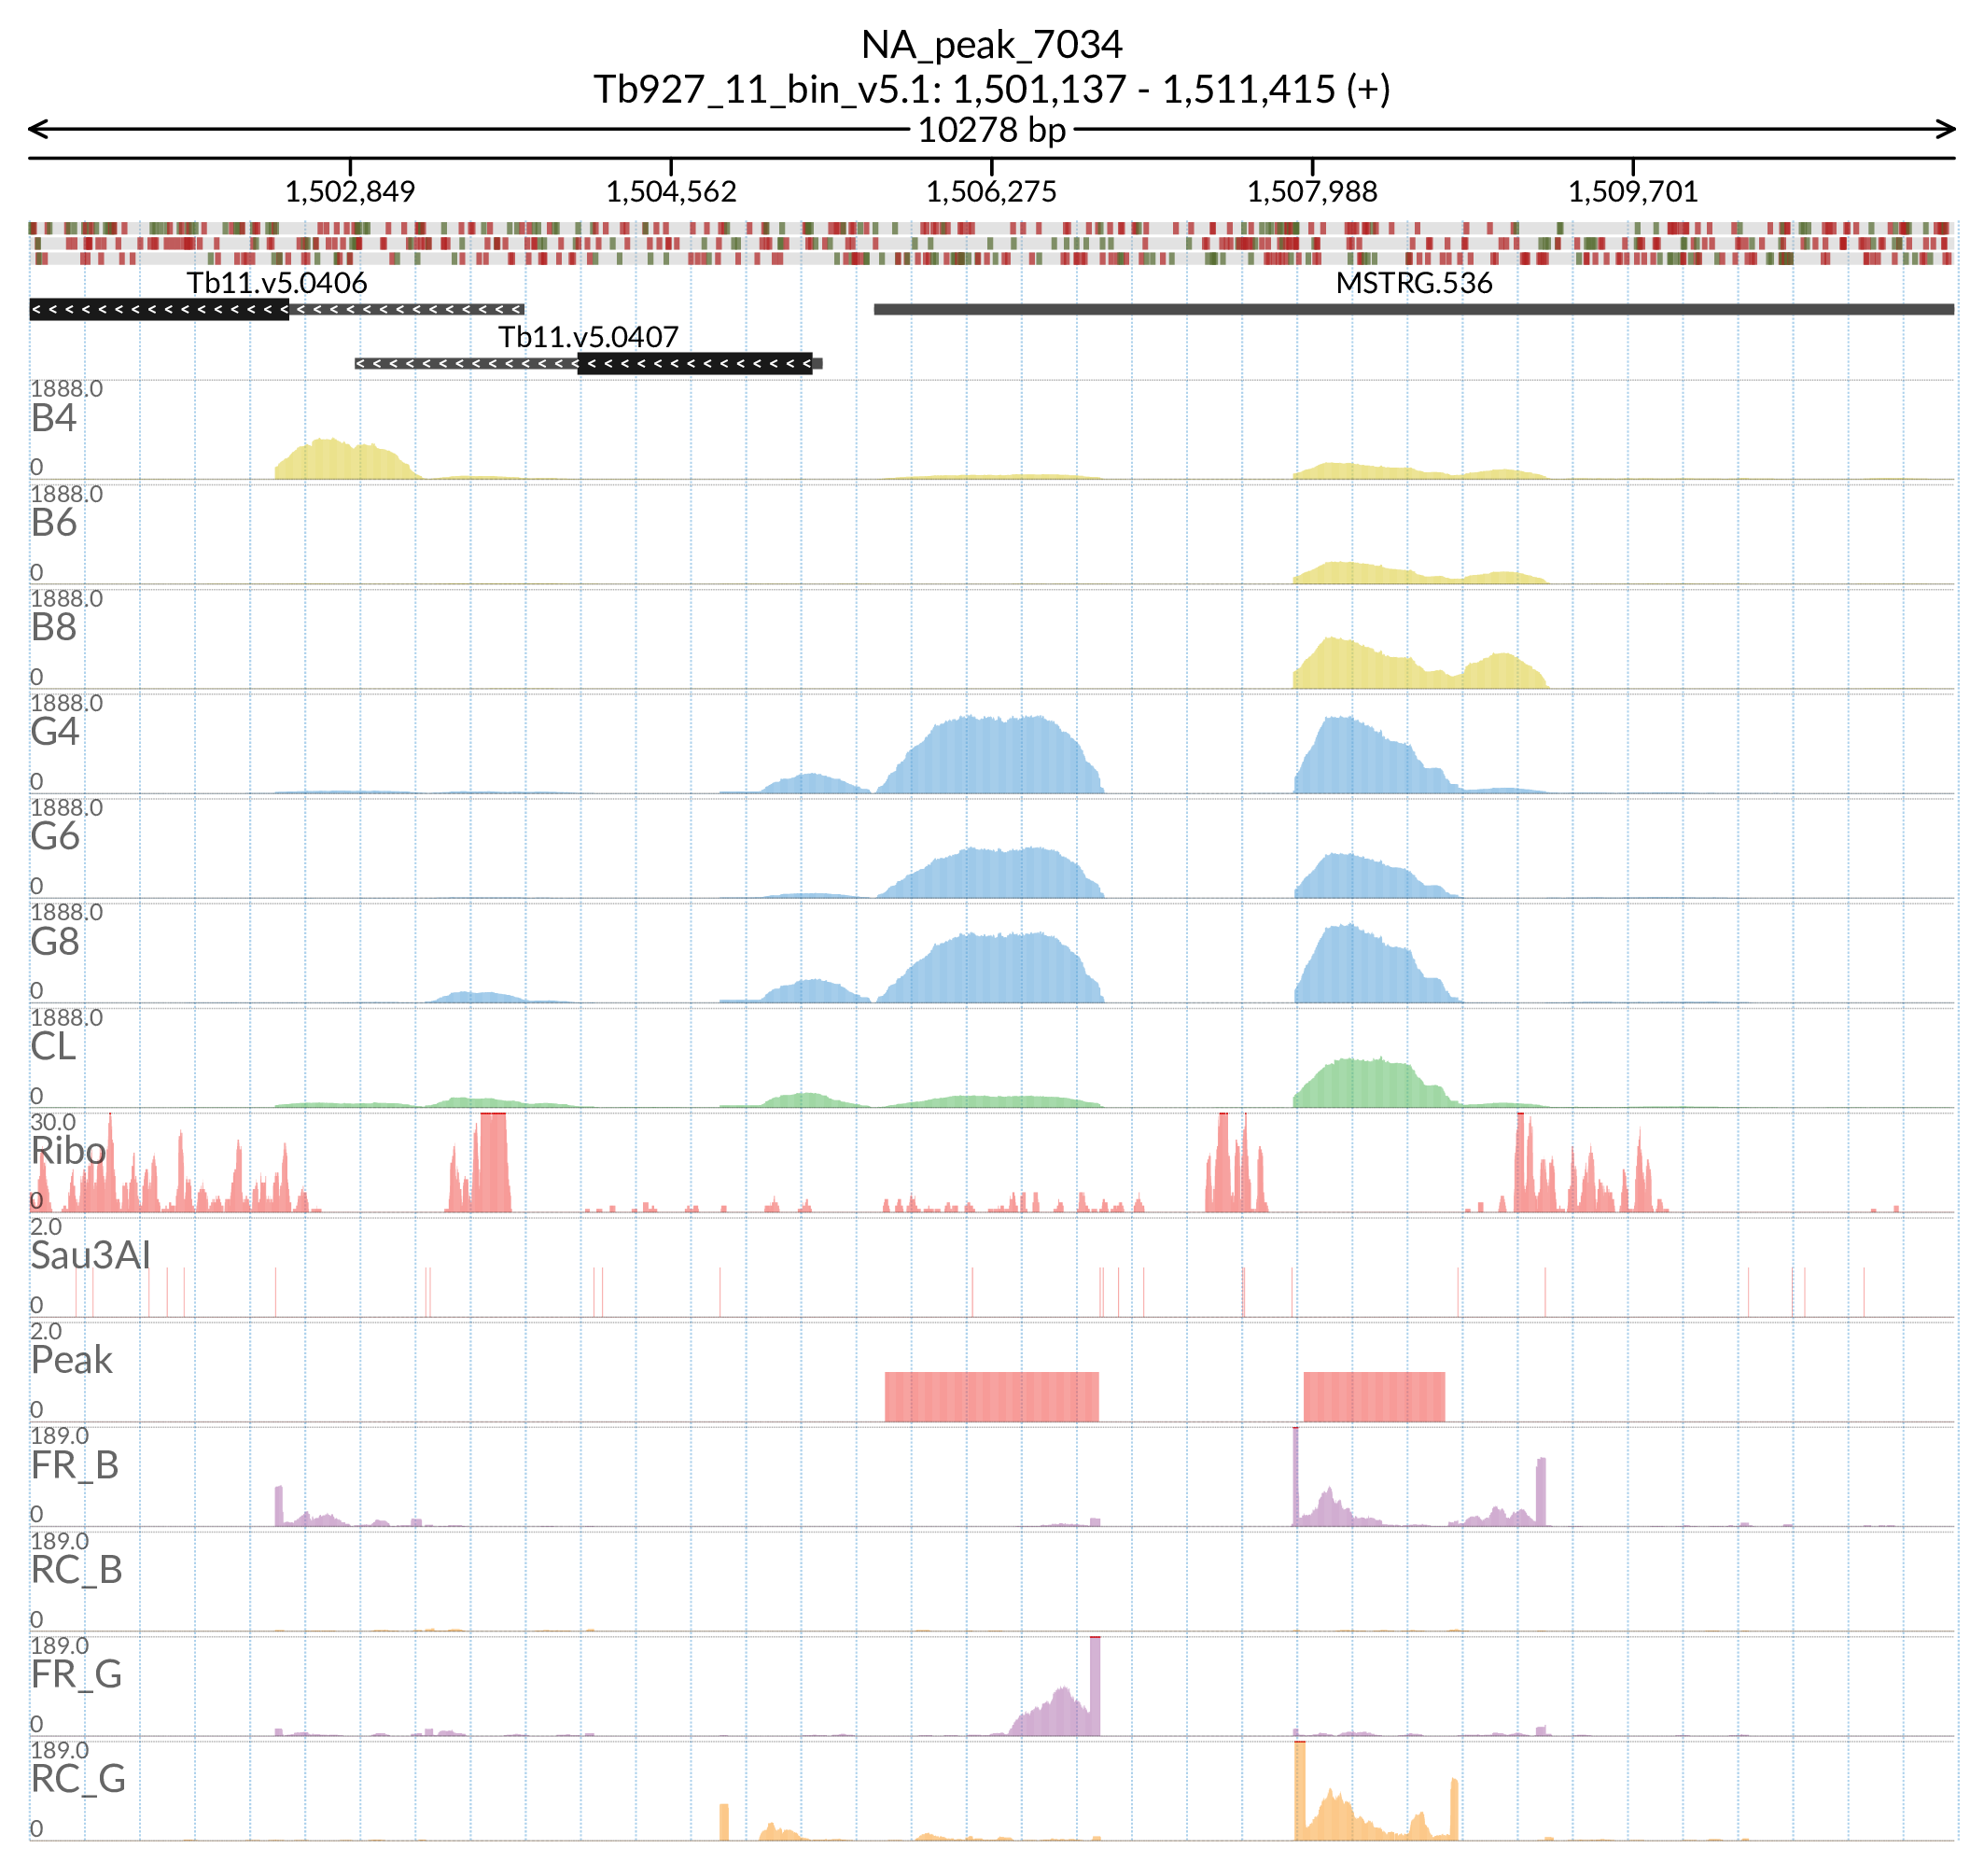 NA_peak_7034
Tb927_11_bin_v5.1: 1,501,137 - 1,511,415 (+)
10278 bp
1,502,849 1,504,562 1,506,275 1,507,988 1,509,701
Tb11.v5.0406 MSTRG.536
Tb11.v5.0407
1888.0
B4
0
1888.0
B6
0
1888.0
B8
0
1888.0
G4
0
1888.0
G6
0
1888.0
G8
0
1888.0
CL
0
30.0
Ribo
0
2.0
Sau3AI
0
2.0
Peak
0
189.0
FR_B
0
189.0
RC_B
0
189.0
FR_G
0
189.0
RC_G
0